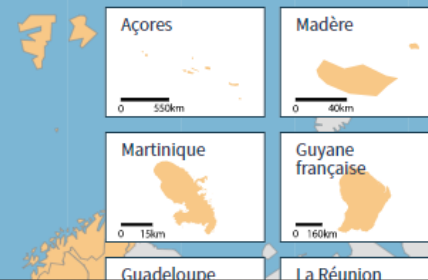 Açores
0 550km
Madère
0 40km
Martinique
0 15km
Guyane
française
0 160km
Guadeloupe
La Réunion